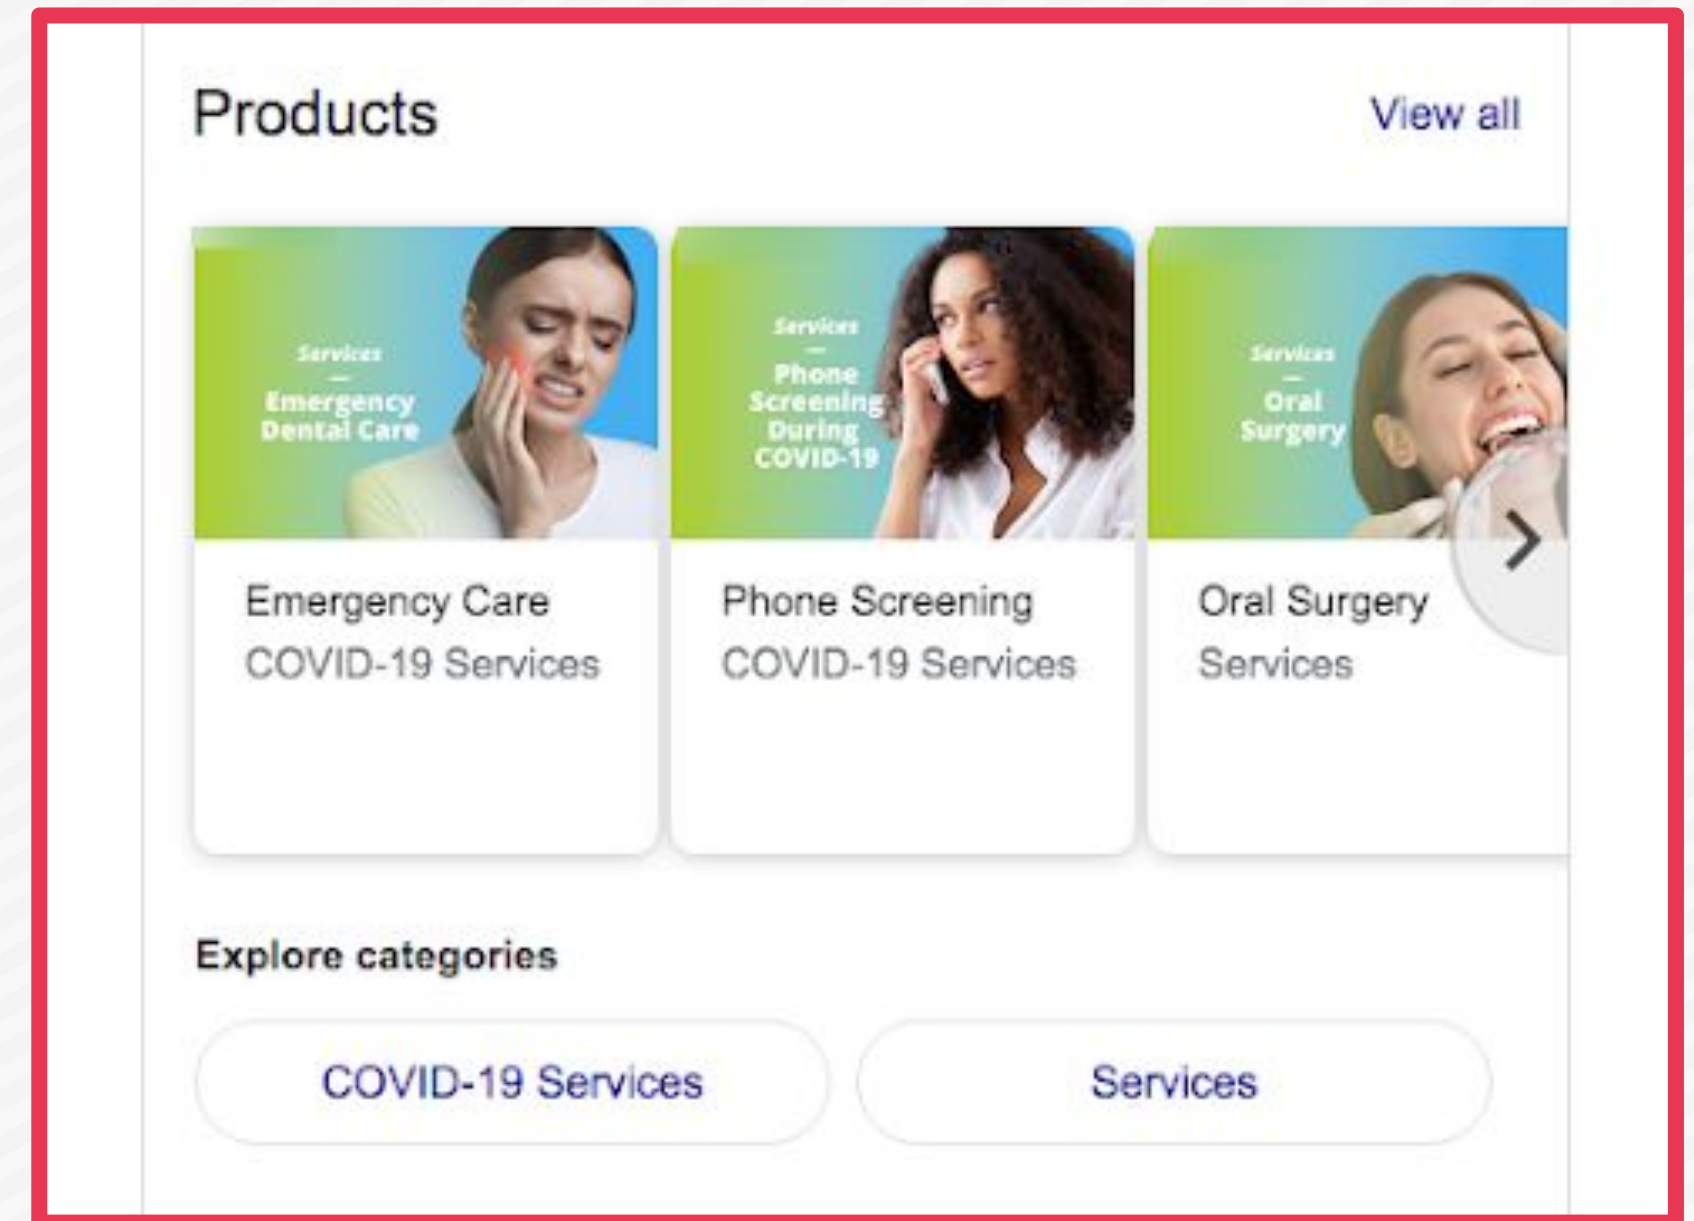 Products
View all
Services
Emergency
Dental Care
Services
Phone
Screening
During
COVID-19
Services
Oral
Surgery
Emergency Care
COVID-19 Services
Phone Screening
COVID-19 Services
Oral Surgery
Services
Explore categories
COVID-19 Services
Services